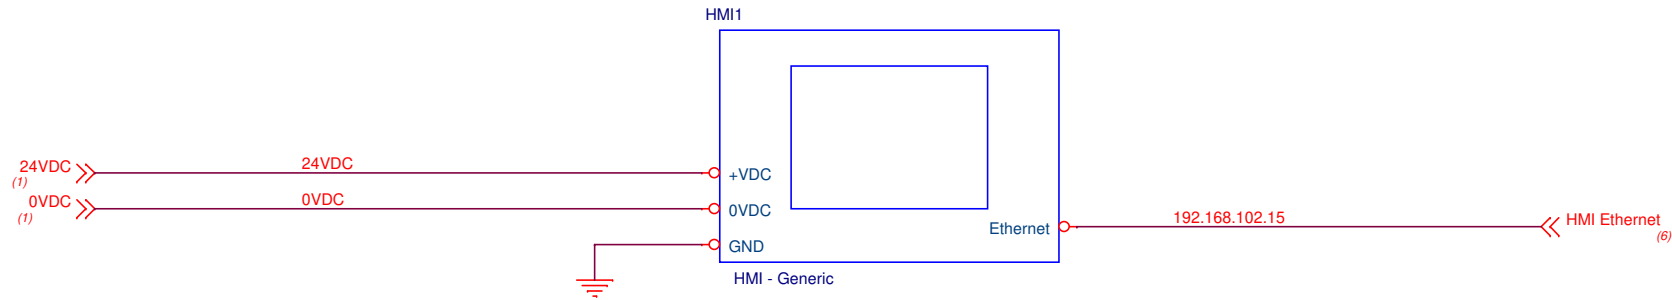 HMI1
24VDC
(1)
24VDC
+VDC
0VDC
(1)
0VDC
0VDC
GND
Ethernet
192.168.102.15
HMI Ethernet
(6)
HMI - Generic